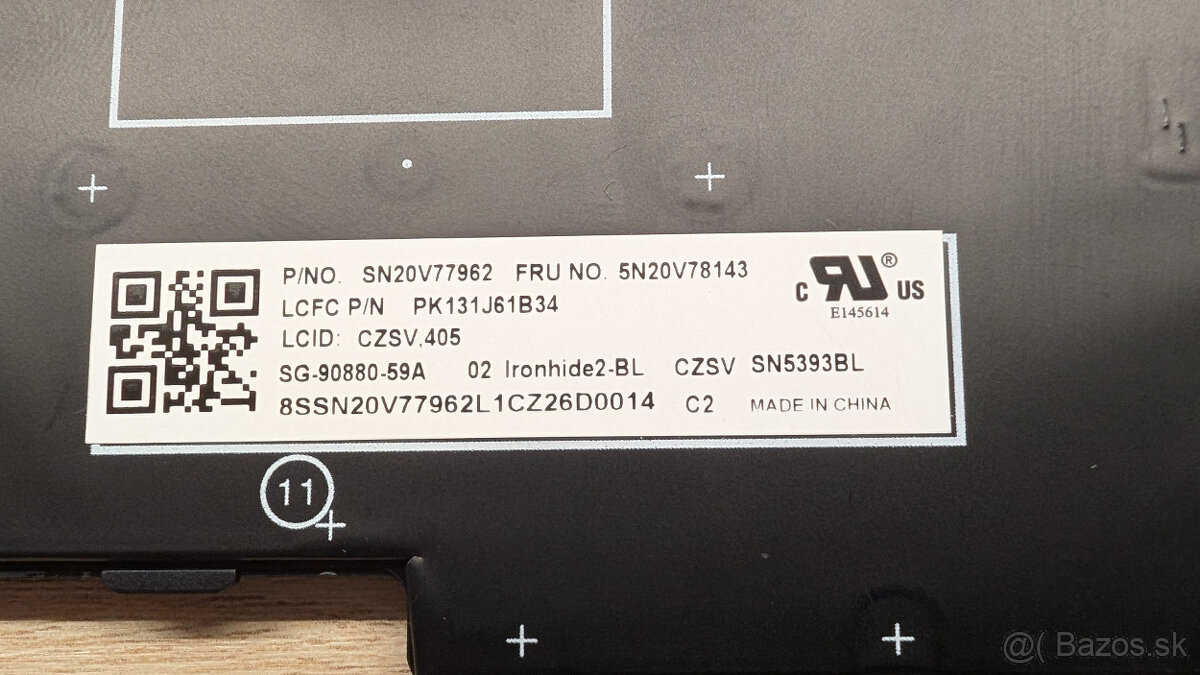 P/NO. SN20V77962 FRU NO. 5N20V78143
LCFC P/N PK131J61B34
LCID: CZSV,405
SG-90880-59A 02 Ironhide2-BL CZSV SN5393BL
8SSN20V77962L1CZ26D0014 C2 MADE IN CHINA
c RU ® US
E145614
11
@( Bazos.sk